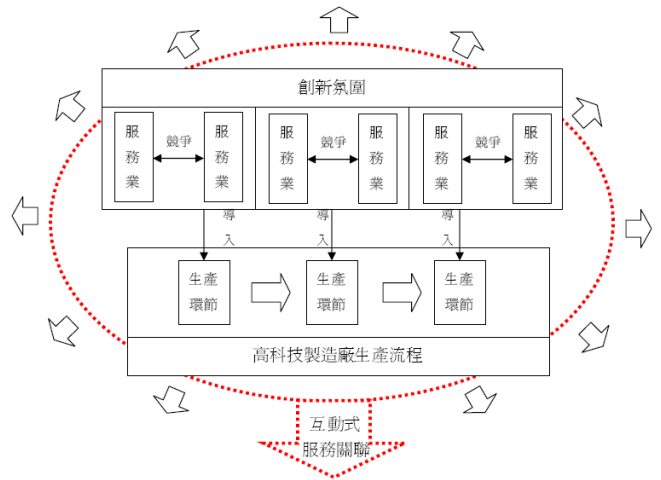 創新氛圍
服務業
競爭
服務業
服務業
競爭
服務業
服務業
競爭
服務業
導入
導入
導入
生產
環節
生產
環節
生產
環節
高科技製造廠生產流程
互動式
服務關聯